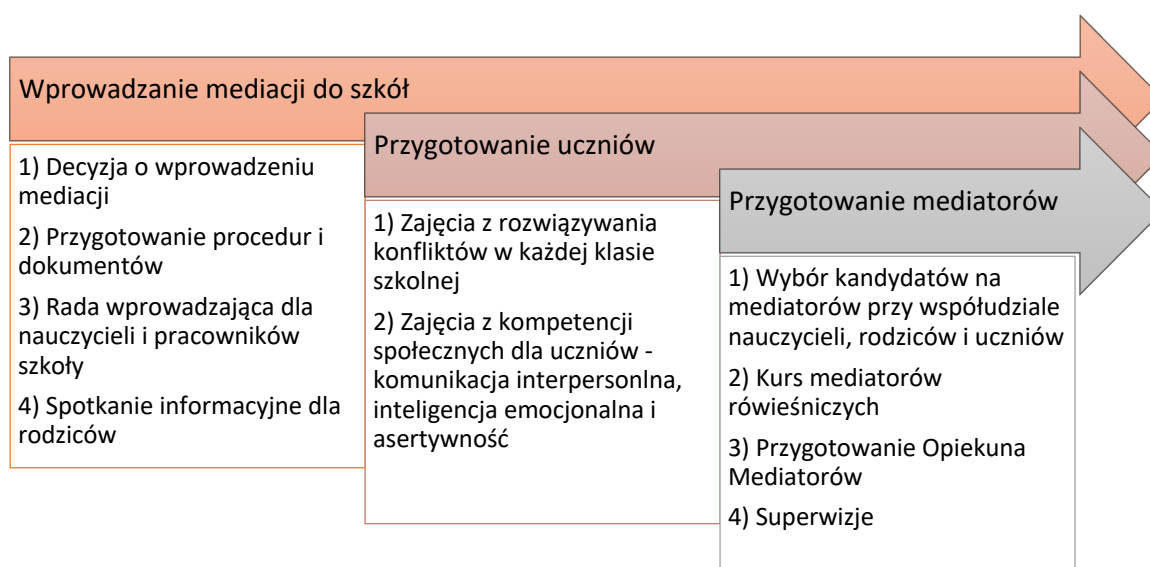 Wprowadzanie mediacji do szkół
1) Decyzja o wprowadzeniu
mediacji
2) Przygotowanie procedur i
dokumentów
3) Rada wprowadzająca dla
nauczycieli i pracowników
szkoły
4) Spotkanie informacyjne dla
rodziców
Przygotowanie uczniów
1) Zajęcia z rozwiązywania
konfliktów w każdej klasie
szkolnej
2) Zajęcia z kompetencji
społecznych dla uczniów -
komunikacja interpersonlna,
inteligencja emocjonalna i
asertywność
Przygotowanie mediatorów
1) Wybór kandydatów na
mediatorów przy współudziale
nauczycieli, rodziców i uczniów
2) Kurs mediatorów
rówieśniczych
3) Przygotowanie Opiekuna
Mediatorów
4) Superwizje